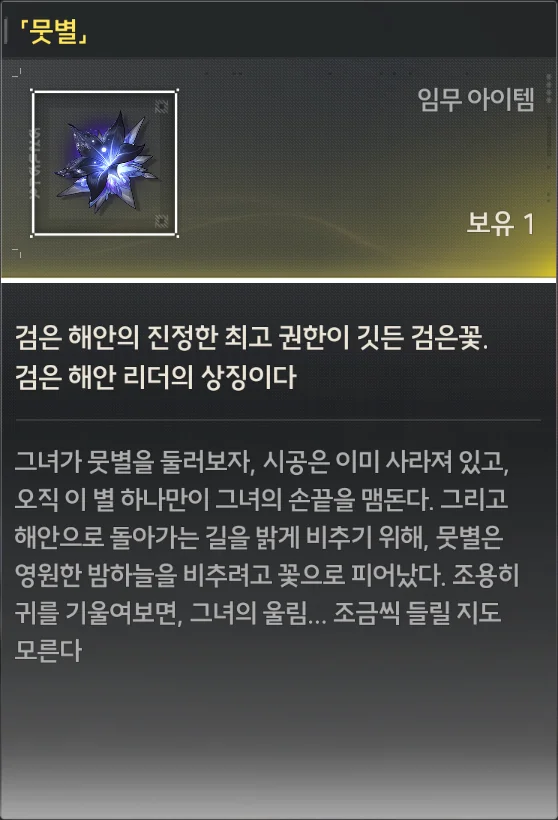 「뭇별」
임무 아이템
보유 1
검은 해안의 진정한 최고 권한이 깃든 검은꽃.
검은 해안 리더의 상징이다
그녀가 뭇별을 둘러보자, 시공은 이미 사라져 있고,
오직 이 별 하나만이 그녀의 손끝을 맴돈다. 그리고
해안으로 돌아가는 길을 밝게 비추기 위해, 뭇별은
영원한 밤하늘을 비추려고 꽃으로 피어났다. 조용히
귀를 기울여보면, 그녀의 울림... 조금씩 들릴 지도
모른다